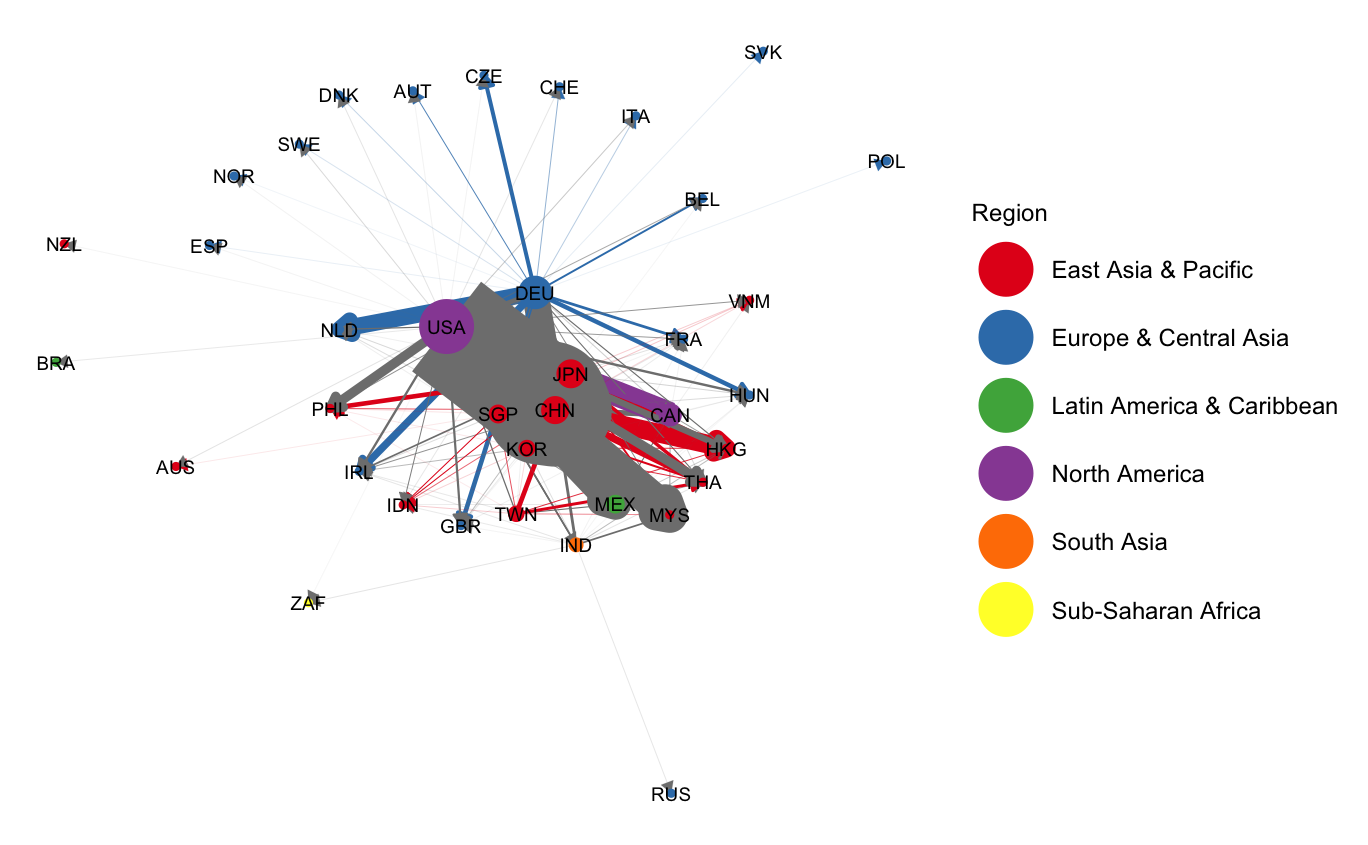 SVK
CZE
CHE
AUT
DNK
ITA
SWE
POL
NOR
BEL
Region
NZL
ESP
East Asia & Pacific
DEU
VNM
USA
NLD
Europe & Central Asia
FRA
BRA
JPN
HUN
PHL
CHN
SGP
CAN
Latin America & Caribbean
KOR
HKG
AUS
IRL
North America
THA
IDN
MEX
TWN
MYS
GBR
South Asia
IND
ZAF
Sub-Saharan Africa
RUS